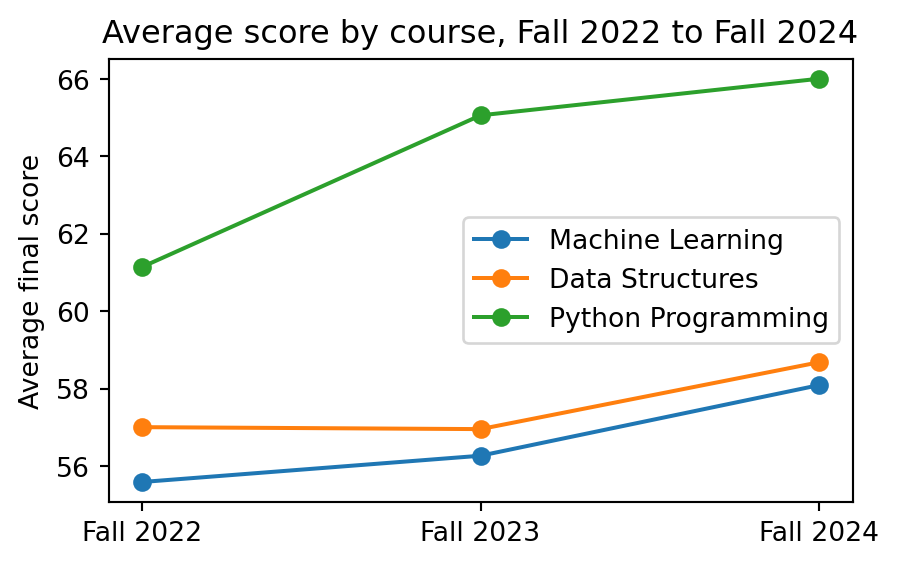 Average score by course, Fall 2022 to Fall 2024
Average final score
66
64
62
60
58
56
Machine Learning
Data Structures
Python Programming
Fall 2022
Fall 2023
Fall 2024